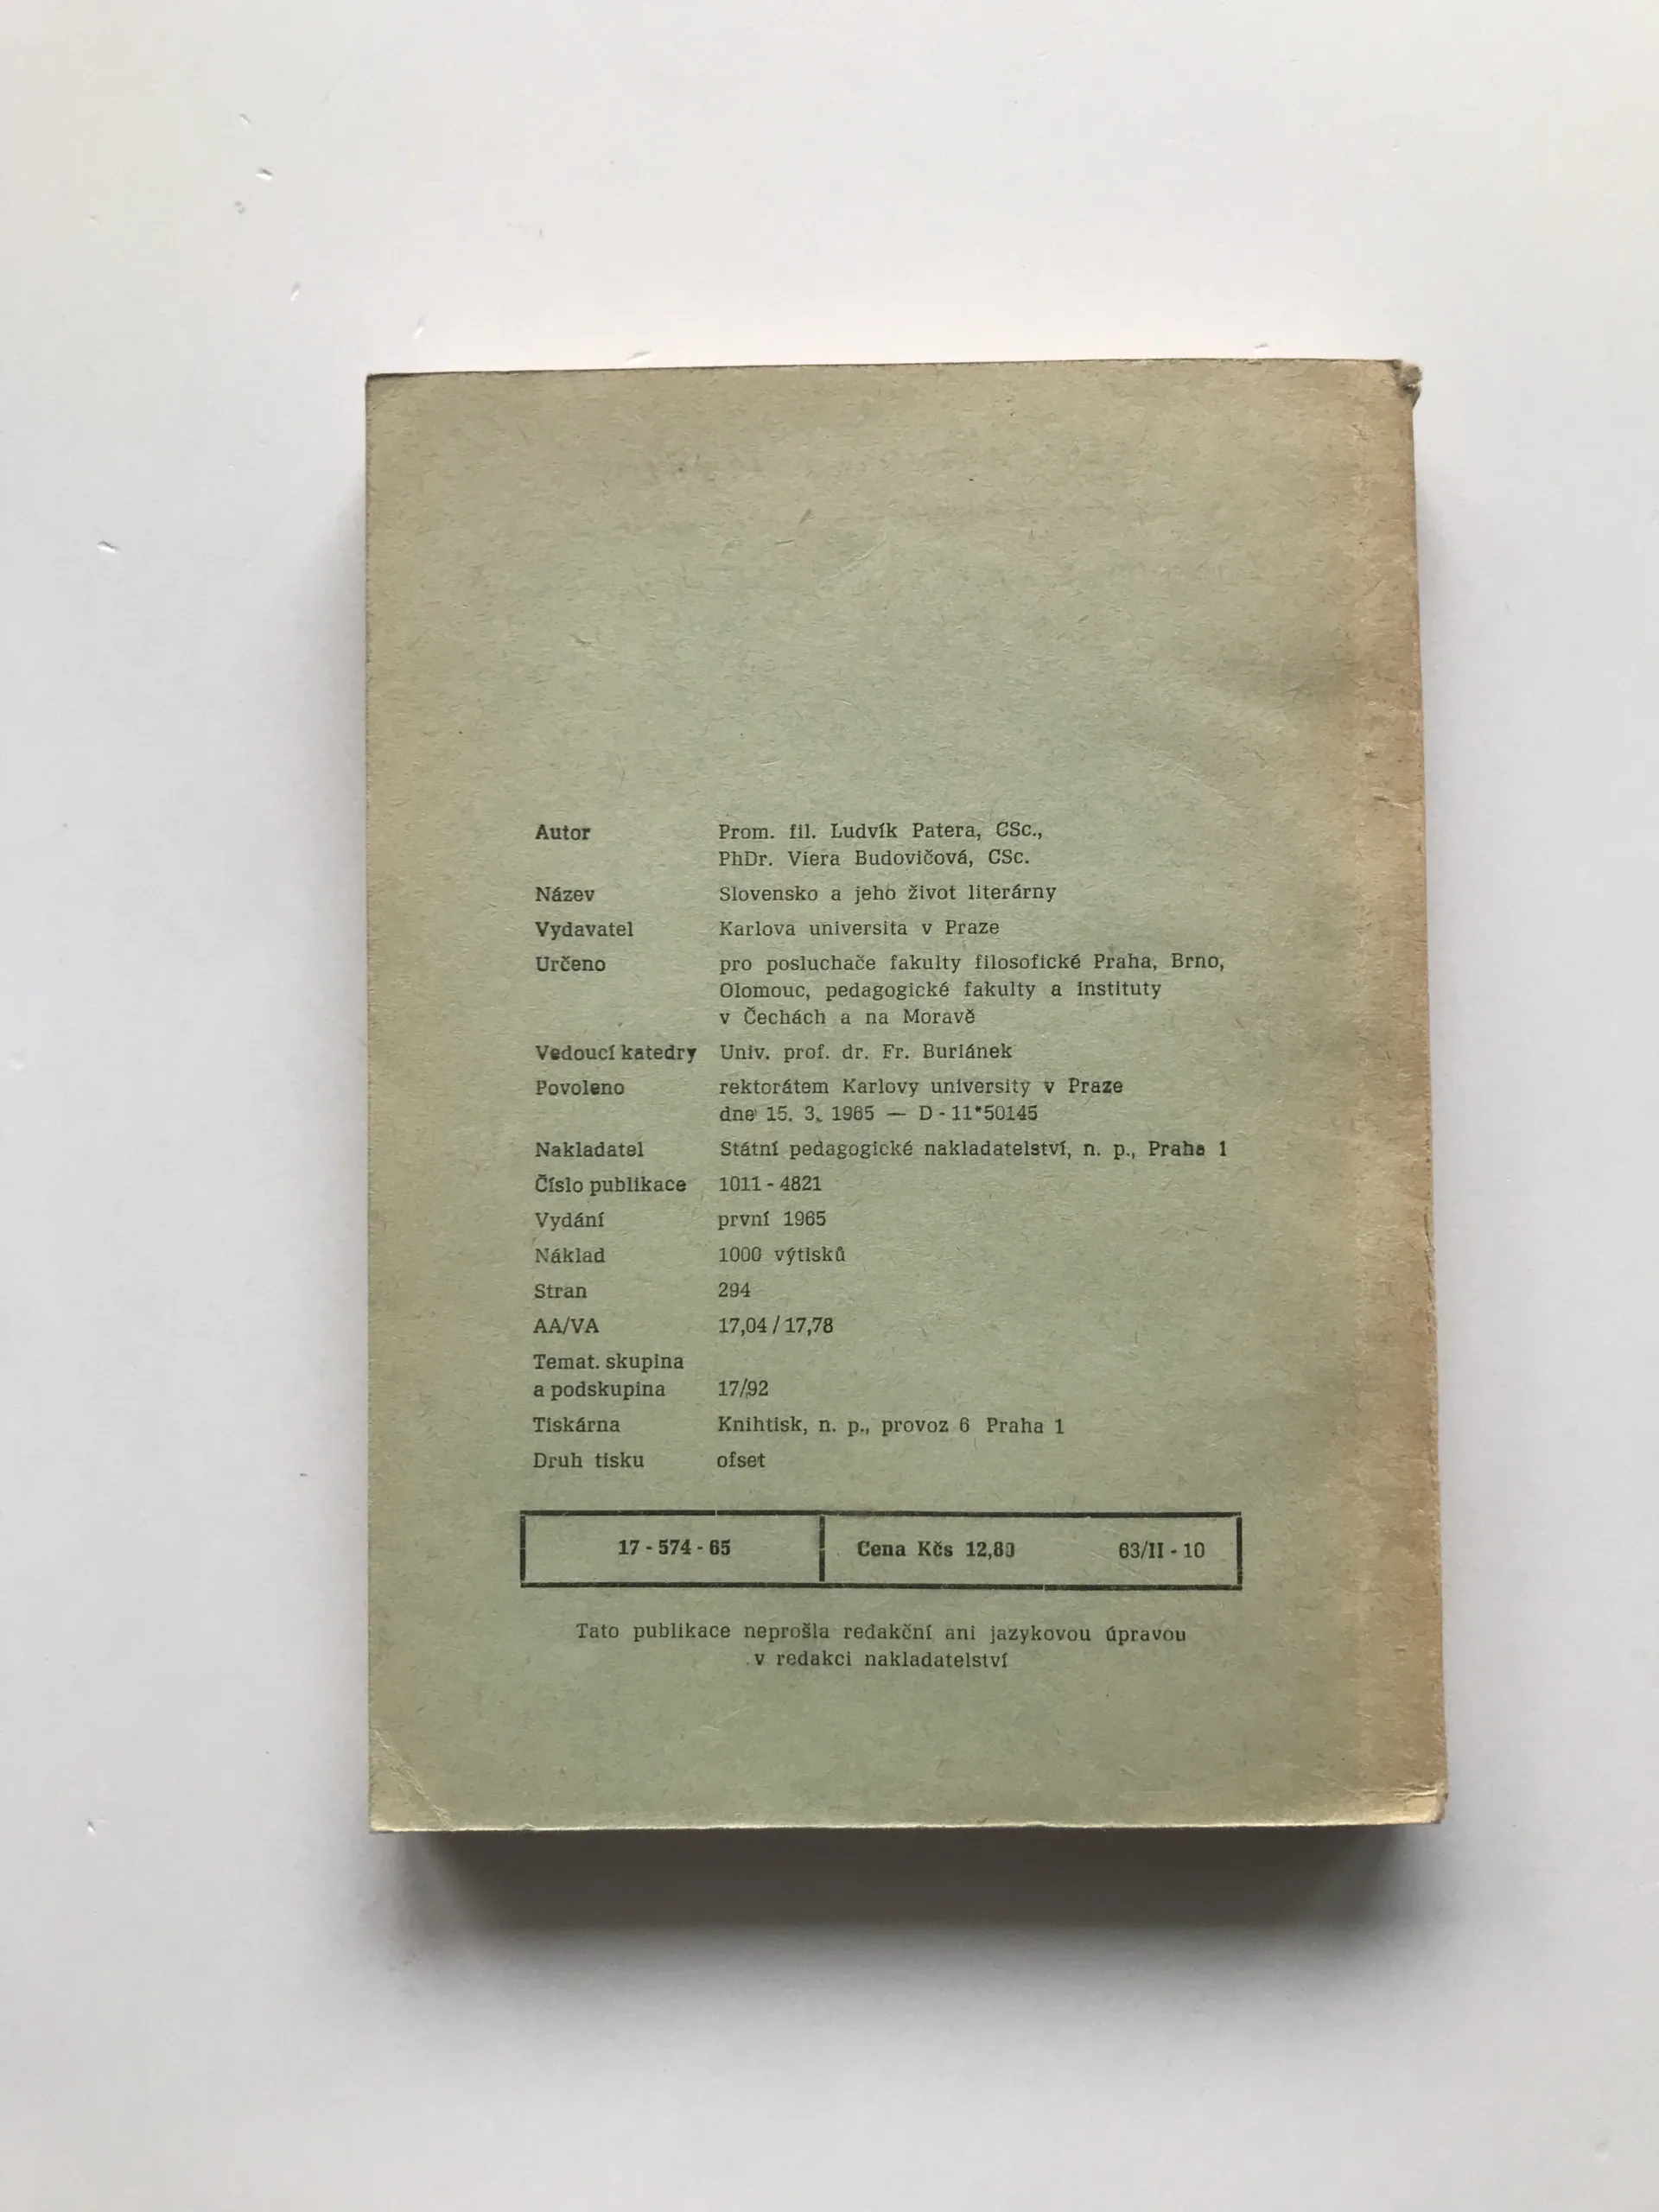 Autor Prom. fil. Ludvík Patera, CSc.,
PhDr. Viera Budovičová, CSc.
Název Slovensko a jeho život literárny
Vydavatel Karlova universita v Praze
Určeno pro posluchače fakulty filosofické Praha, Brno,
Olomouc, pedagogické fakulty a instituty
v Čechách a na Moravě
Vedoucí katedry Univ. prof. dr. Fr. Buriánek
Povoleno rektorátem Karlovy university v Praze
dne 15. 3. 1965 — D - 11*50145
Nakladatel Státní pedagogické nakladatelství, n. p., Praha 1
Číslo publikace 1011 - 4821
Vydání první 1965
Náklad 1000 výtisků
Stran 294
AA/VA 17,04 / 17,78
Temat. skupina
a podskupina 17/92
Tiskárna Knihtisk, n. p., provoz 6 Praha 1
Druh tisku ofset
17 - 574 - 65 Cena Kčs 12,80 63/II - 10
Tato publikace neprošla redakční ani jazykovou úpravou
v redakci nakladatelství